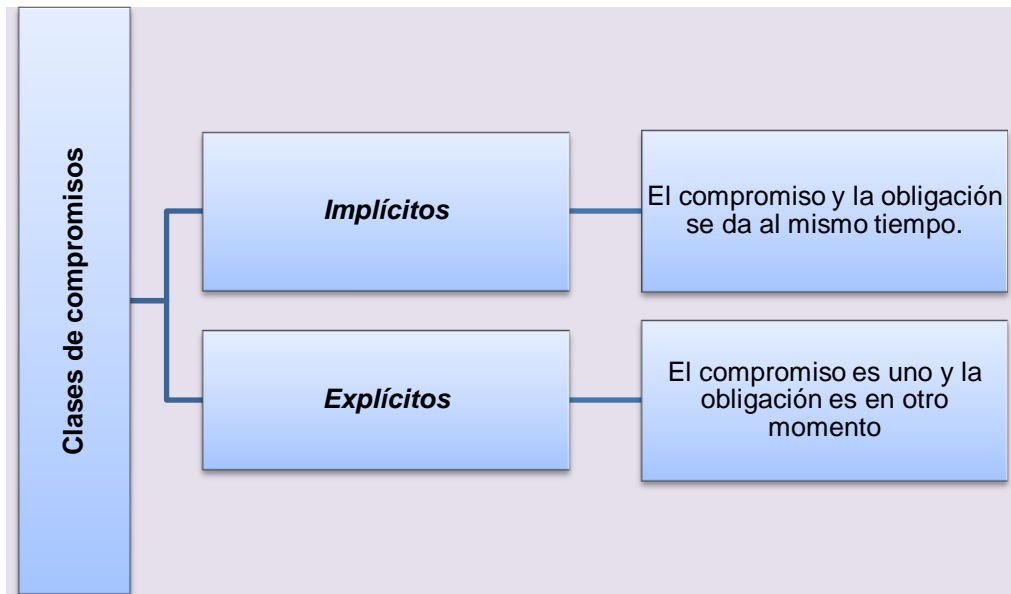 Clases de compromisos
Implícitos
El compromiso y la obligación
se da al mismo tiempo.
Explícitos
El compromiso es uno y la
obligación es en otro
momento